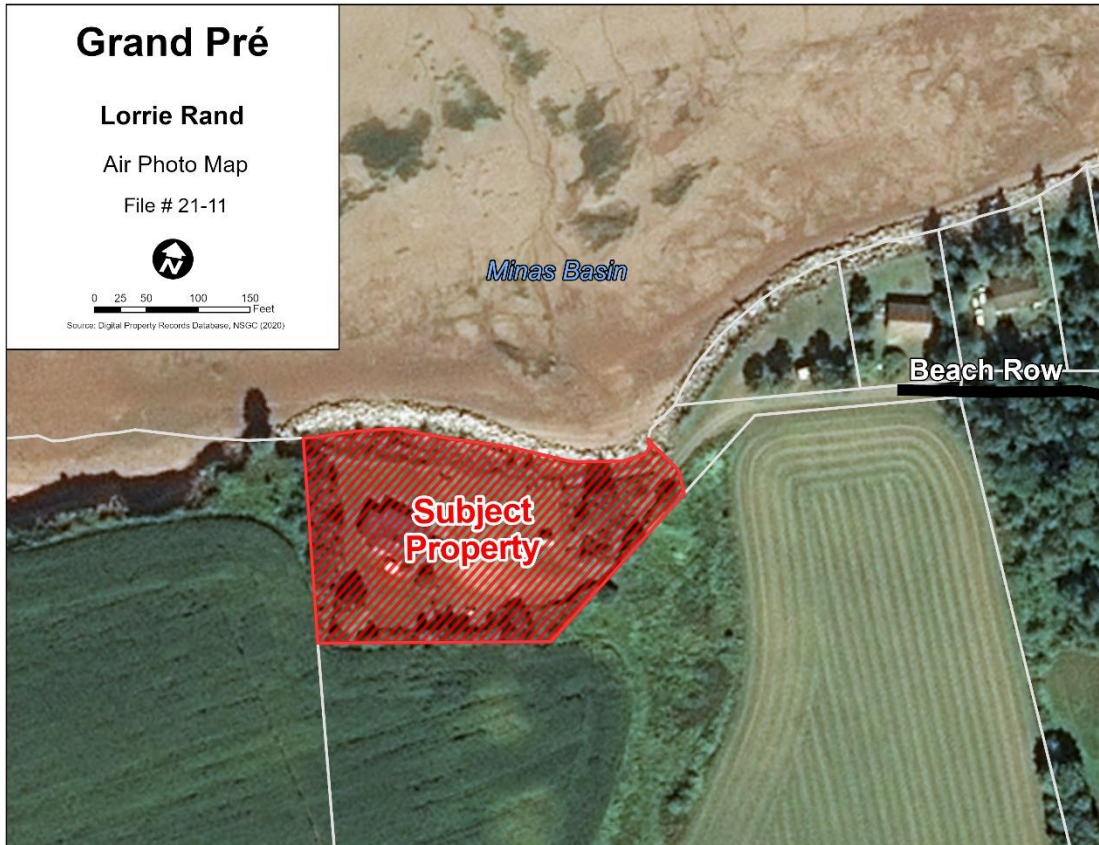 Grand Pré
Lorrie Rand
Air Photo Map
File # 21-11
N
0 25 50 100 150
Feet
Source: Digital Property Records Database, NSGC (2020)
Minas Basin
Beach Row
Subject
Property